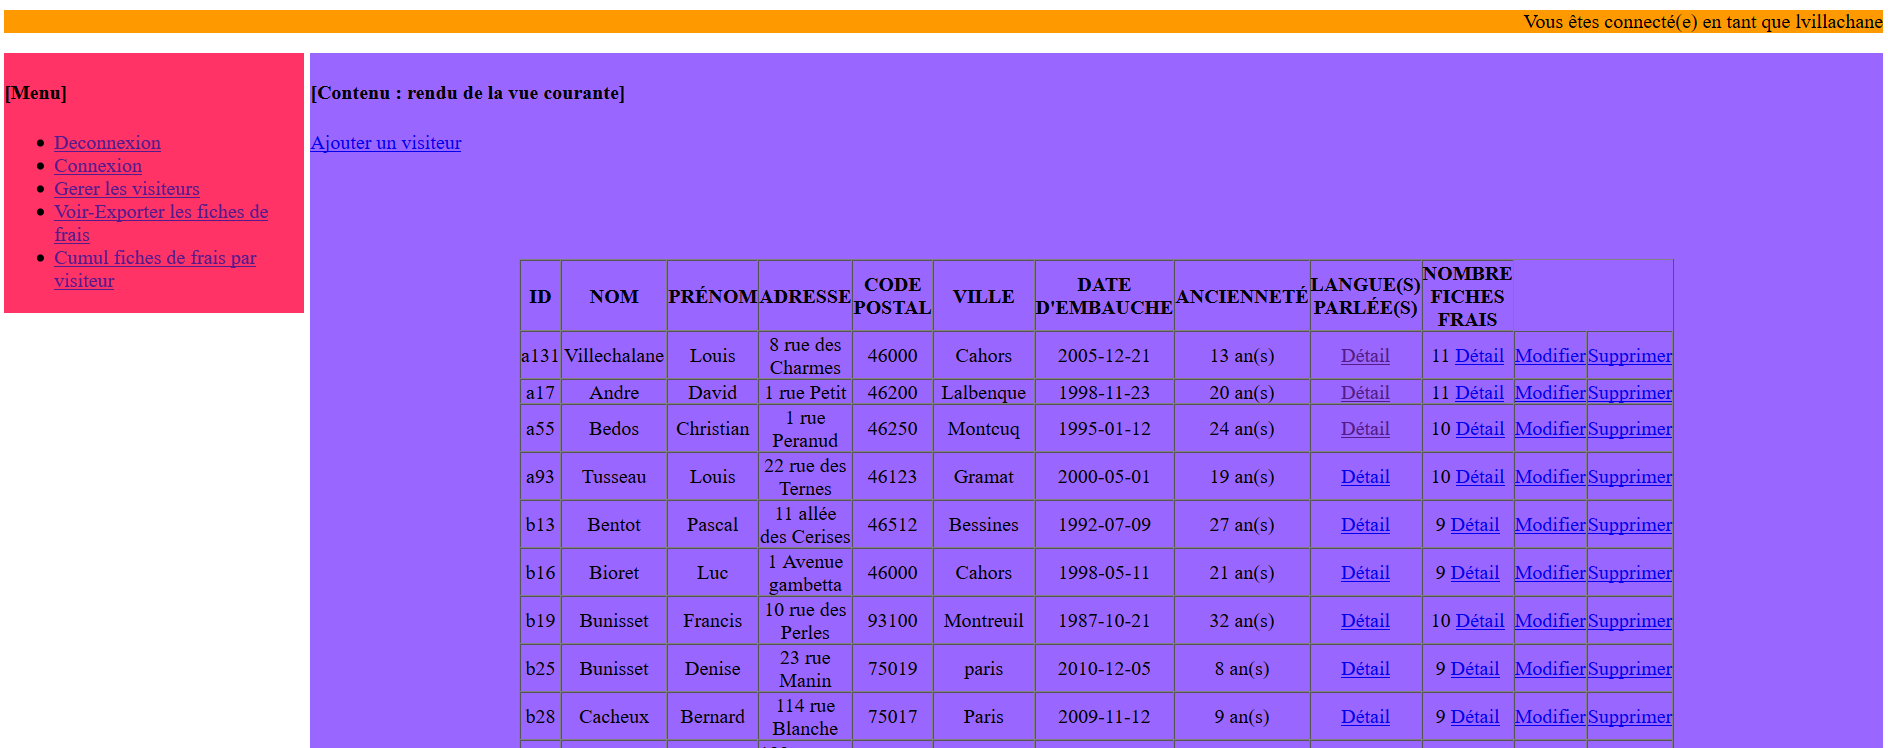 Vous êtes connecté(e) en tant que lvillachane
[Menu]
Deconnexion
Connexion
Gerer les visiteurs
Voir-Exporter les fiches de
frais
Cumul fiches de frais par
visiteur
[Contenu : rendu de la vue courante]
Ajouter un visiteur
ID NOM PRÉNOM ADRESSE CODE POSTAL VILLE DATE D'EMBAUCHE ANCIENNETÉ LANGUE(S) PARLÉE(S) NOMBRE FICHES FRAIS
a131 Villechalane Louis 8 rue des Charmes 46000 Cahors 2005-12-21 13 an(s) Détail 11 Détail Modifier Supprimer
a17 Andre David 1 rue Petit 46200 Lalbenque 1998-11-23 20 an(s) Détail 11 Détail Modifier Supprimer
a55 Bedos Christian 1 rue Peranud 46250 Montcuq 1995-01-12 24 an(s) Détail 10 Détail Modifier Supprimer
a93 Tusseau Louis 22 rue des Ternes 46123 Gramat 2000-05-01 19 an(s) Détail 10 Détail Modifier Supprimer
b13 Bentot Pascal 11 allée des Cerises 46512 Bessines 1992-07-09 27 an(s) Détail 9 Détail Modifier Supprimer
b16 Bioret Luc 1 Avenue gambetta 46000 Cahors 1998-05-11 21 an(s) Détail 9 Détail Modifier Supprimer
b19 Bunisset Francis 10 rue des Perles 93100 Montreuil 1987-10-21 32 an(s) Détail 10 Détail Modifier Supprimer
b25 Bunisset Denise 23 rue Manin 75019 paris 2010-12-05 8 an(s) Détail 9 Détail Modifier Supprimer
b28 Cacheux Bernard 114 rue Blanche 75017 Paris 2009-11-12 9 an(s) Détail 9 Détail Modifier Supprimer